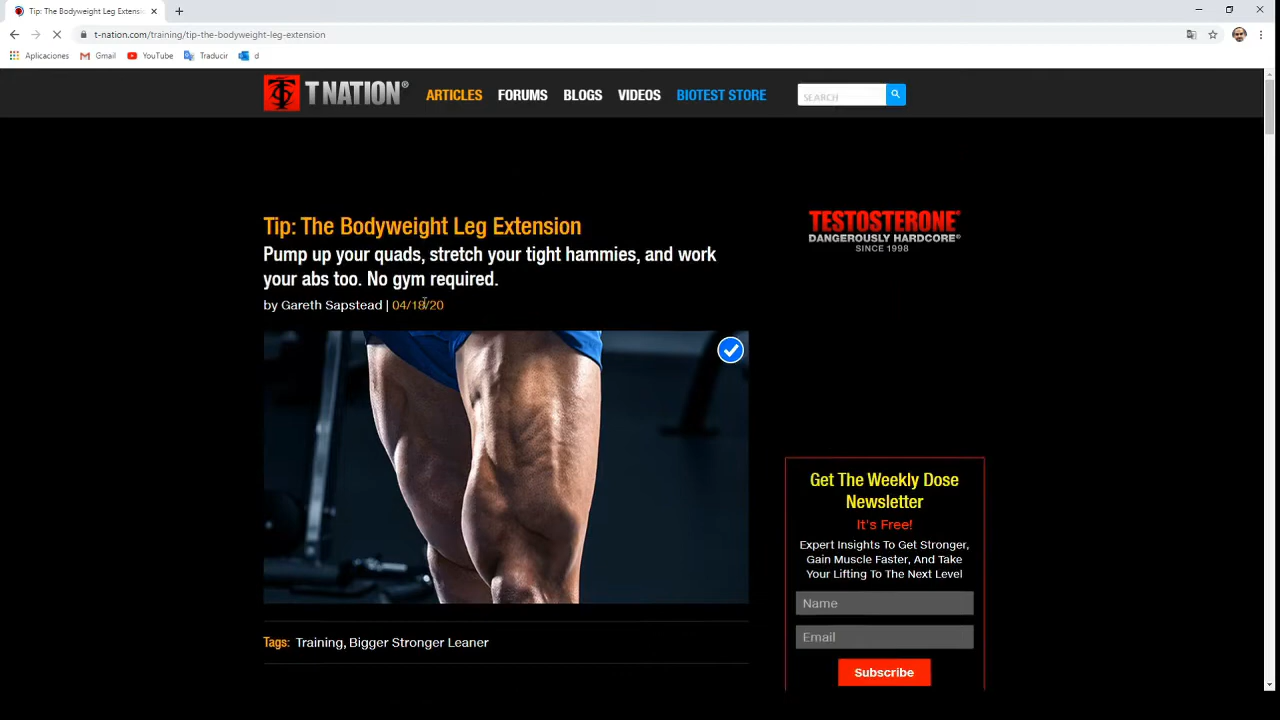 Tip: The Bodyweight Leg Extensi
t-nation.com/training/tip-the-bodyweight-leg-extension
Aplicaciones
Gmail
YouTube
Traducir
d
T NATION®
ARTICLES
FORUMS
BLOGS
VIDEOS
BIOTEST STORE
SEARCH
Tip: The Bodyweight Leg Extension
Pump up your quads, stretch your tight hammies, and work
your abs too. No gym required.
by Gareth Sapstead | 04/18/20
Tags: Training, Bigger Stronger Leaner
TESTOSTERONE
DANGEROUSLY HARDCORE®
SINCE 1998
Get The Weekly Dose
Newsletter
It's Free!
Expert Insights To Get Stronger,
Gain Muscle Faster, And Take
Your Lifting To The Next Level
Name
Email
Subscribe